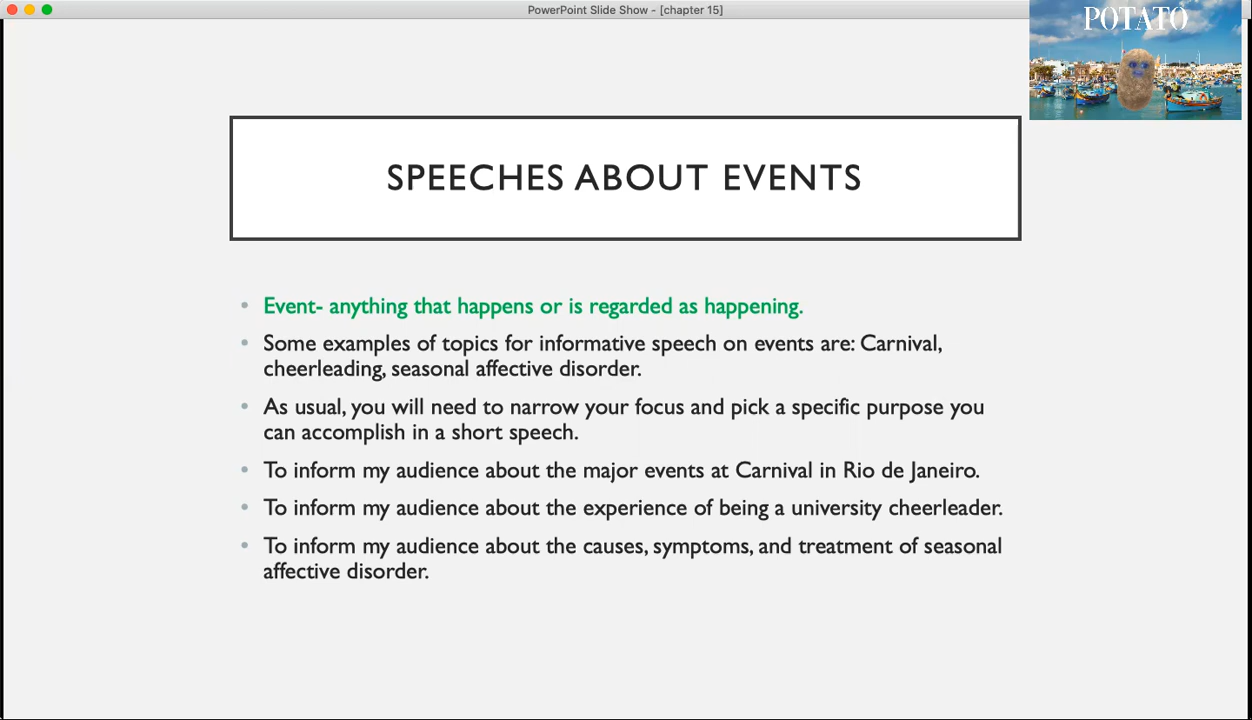 PowerPoint Slide Show - [chapter 15]
POTATO
SPEECHES ABOUT EVENTS
• Event- anything that happens or is regarded as happening.
• Some examples of topics for informative speech on events are: Carnival,
cheerleading, seasonal affective disorder.
• As usual, you will need to narrow your focus and pick a specific purpose you
can accomplish in a short speech.
• To inform my audience about the major events at Carnival in Rio de Janeiro.
• To inform my audience about the experience of being a university cheerleader.
• To inform my audience about the causes, symptoms, and treatment of seasonal
affective disorder.